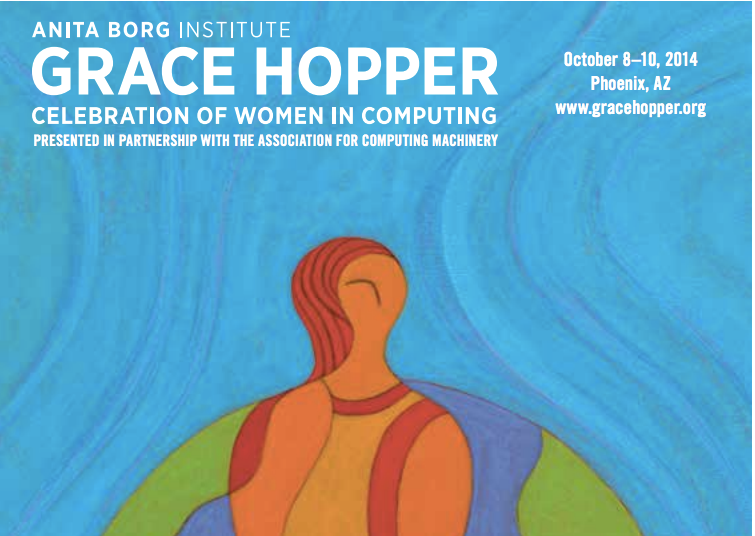 ANITA BORG INSTITUTE
GRACE HOPPER
CELEBRATION OF WOMEN IN COMPUTING
PRESENTED IN PARTNERSHIP WITH THE ASSOCIATION FOR COMPUTING MACHINERY
October 8–10, 2014
Phoenix, AZ
www.gracehopper.org